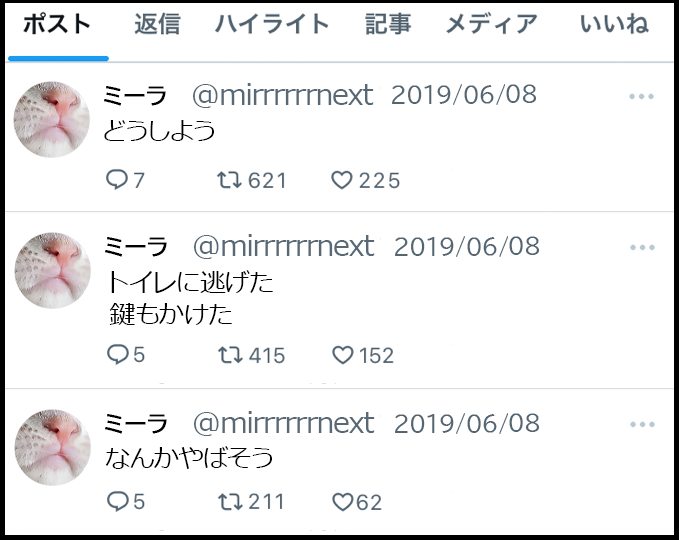 ポスト 返信 ハイライト 記事 メディア いいね
ミーラ @mirrrrrrrnext 2019/06/08 …
どうしよう
7 621 225
ミーラ @mirrrrrrrnext 2019/06/08 …
トイレに逃げた
鍵もかけた
5 415 152
ミーラ @mirrrrrrrnext 2019/06/08 …
なんかやばそう
5 211 62